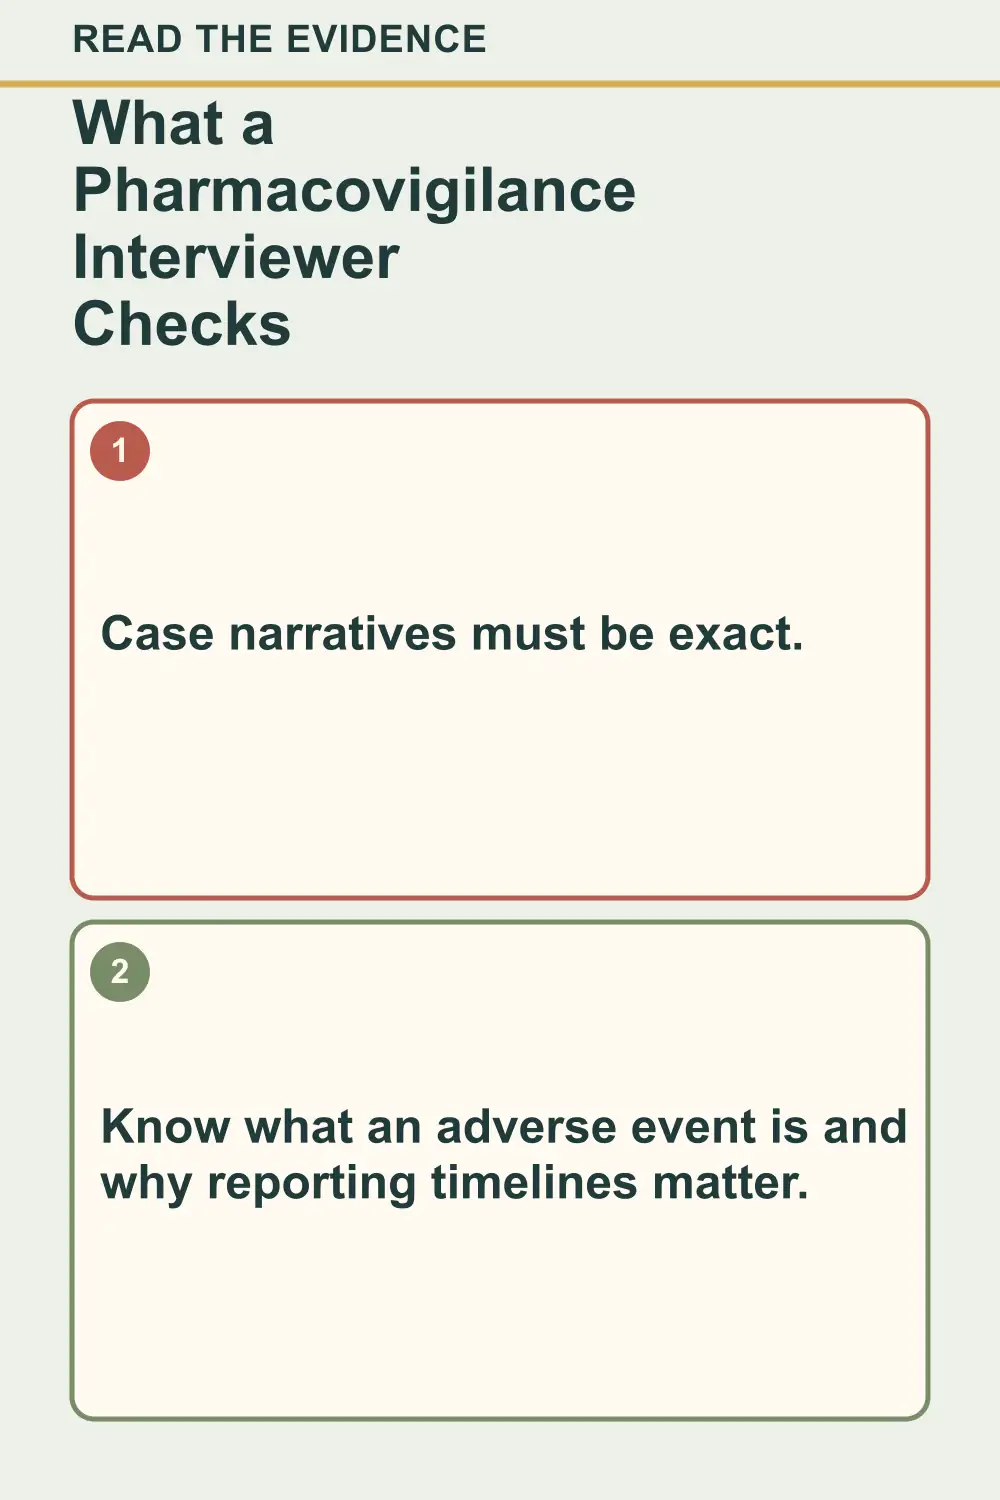 READ THE EVIDENCE
What a
Pharmacovigilance
Interviewer
Checks
1
Case narratives must be exact.
2
Know what an adverse event is and
why reporting timelines matter.